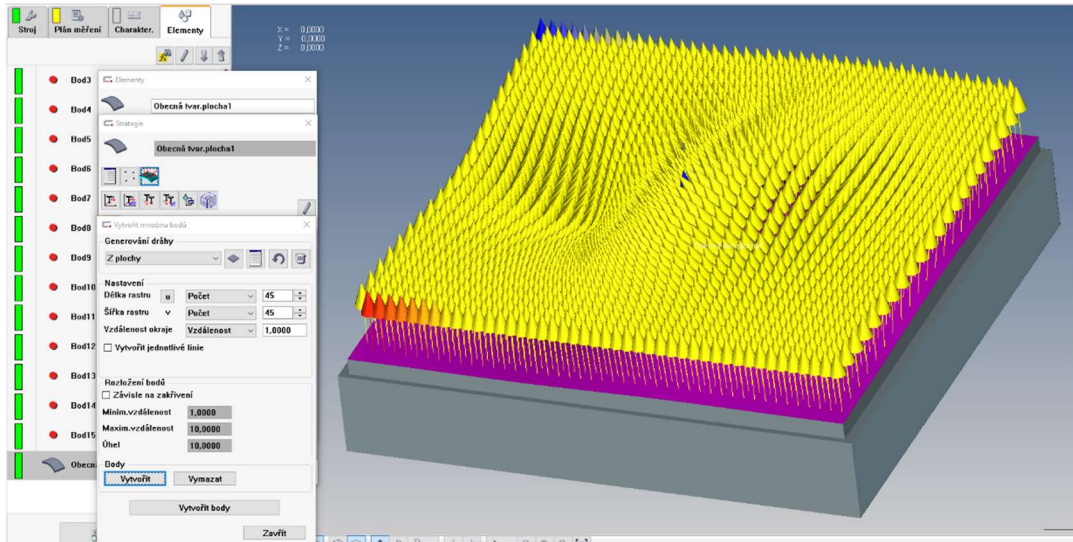 Stroj Plán měření Charakter. Elementy
X = 0,0000
Y = 0,0000
Z = 0,0000
Bod3
Bod4
Bod5
Bod6
Bod7
Bod8
Bod9
Bod10
Bod11
Bod12
Bod13
Bod14
Bod15
Obecn
Elementy
Obecná tvar.plocha1
Strategie
Obecná tvar.plocha1
Vytvořit množinu bodů
Generování dráhy
Z plochy
Nastavení
Délka rastru u Počet 45
Šířka rastru v Počet 45
Vzdálenost okraje Vzdálenost 1,0000
Vytvořit jednotlivé linie
Rozložení bodů
Závisle na zakřivení
Minim.vzdálenost 1,0000
Maxim.vzdálenost 10,0000
Úhel 10,0000
Body
Vytvořit Vymazat
Vytvořit body
Zavřít